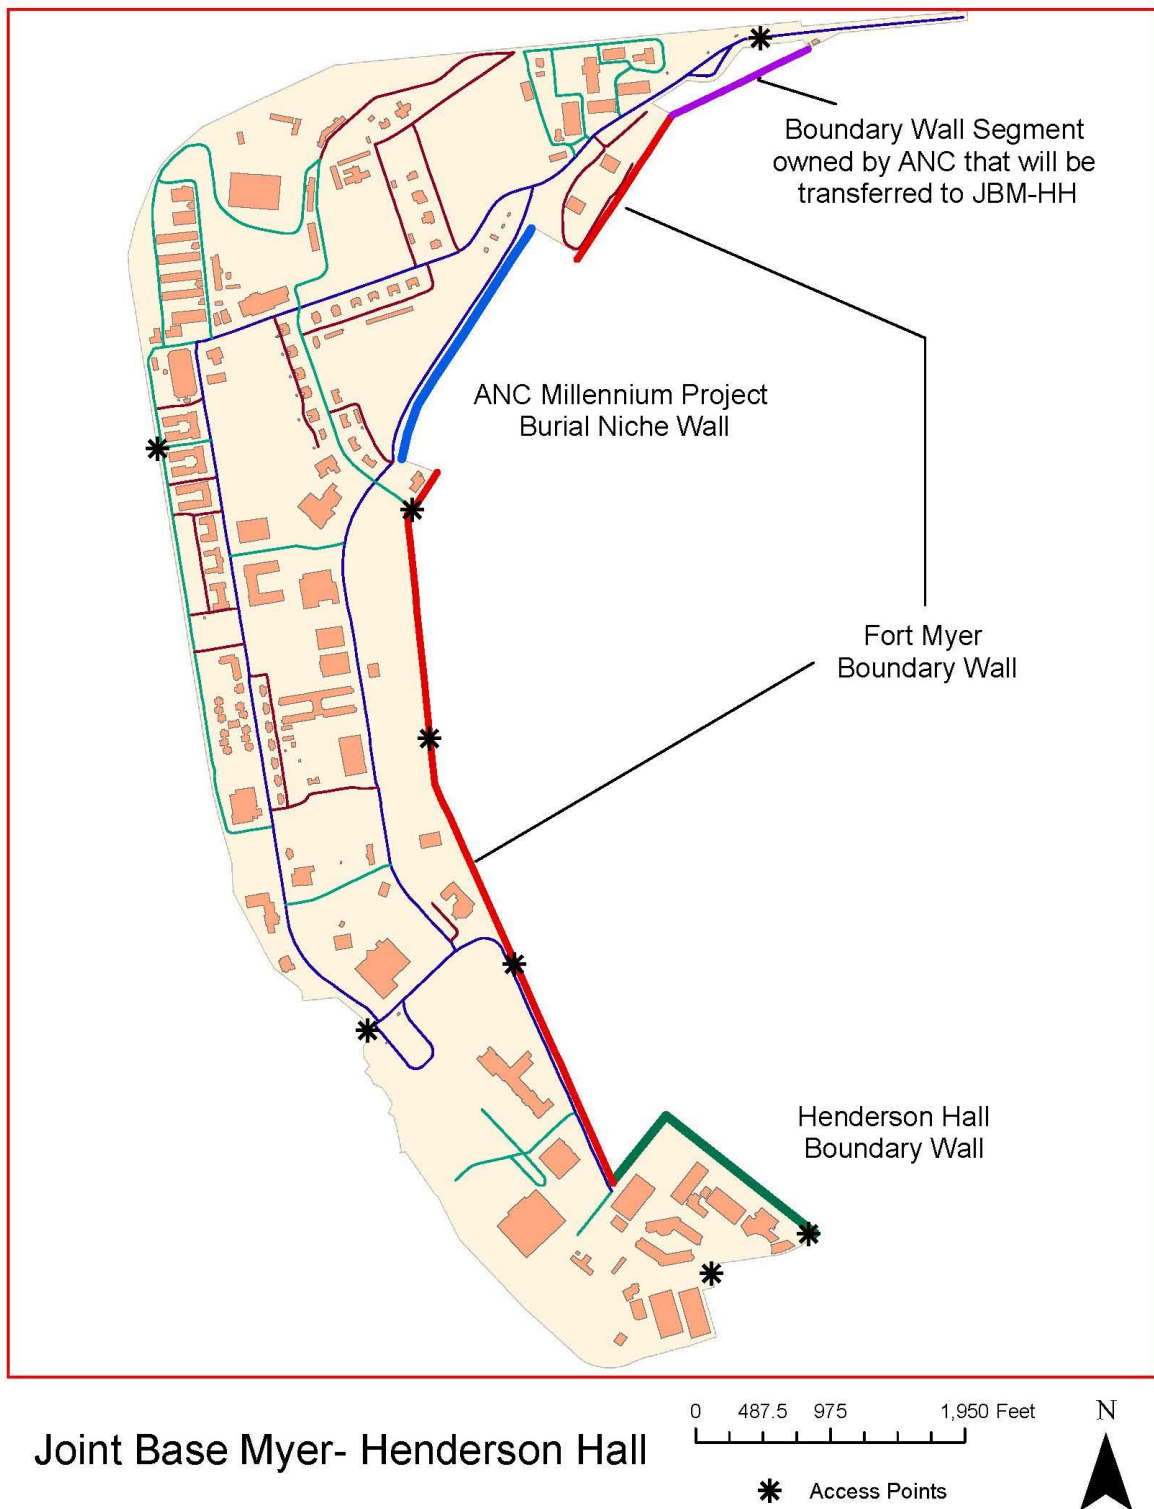 Boundary Wall Segment
owned by ANC that will be
transferred to JBM-HH
ANC Millennium Project
Burial Niche Wall
Fort Myer
Boundary Wall
Henderson Hall
Boundary Wall
Joint Base Myer- Henderson Hall
0 487.5 975 1,950 Feet
N
Access Points